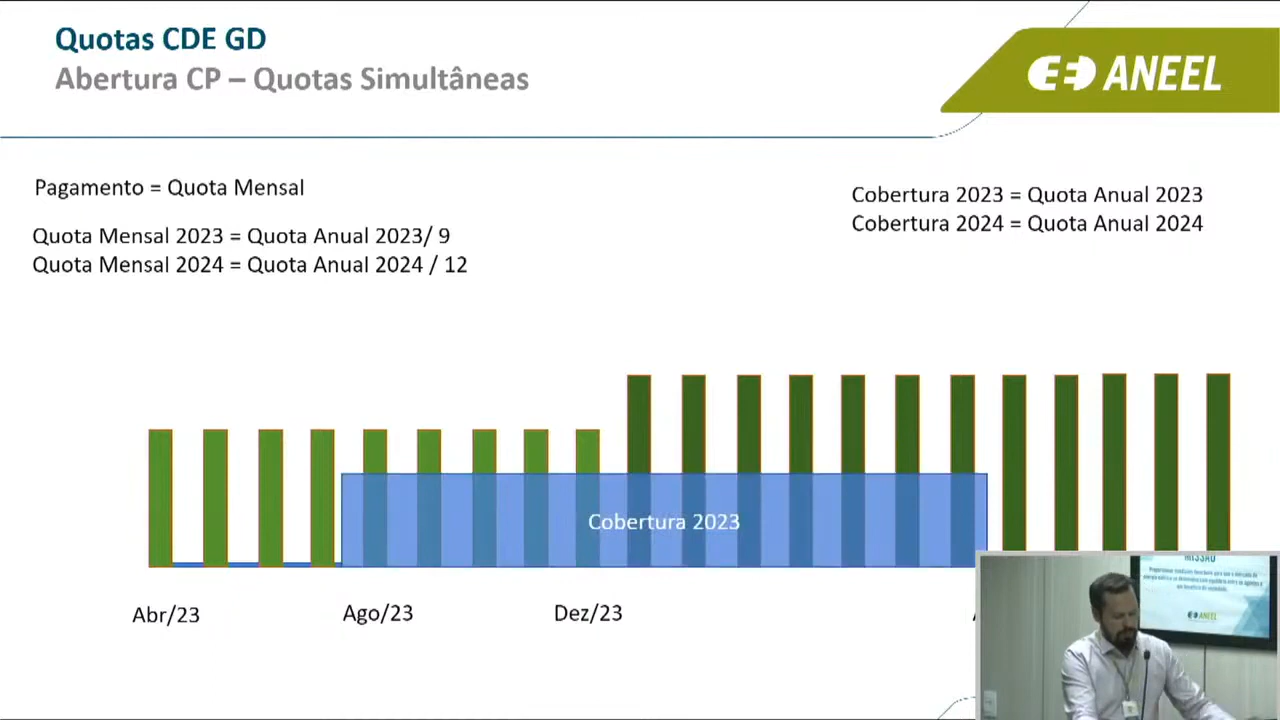 Quotas CDE GD
Abertura CP – Quotas Simultâneas
ANEEL
Pagamento = Quota Mensal
Quota Mensal 2023 = Quota Anual 2023/ 9
Quota Mensal 2024 = Quota Anual 2024 / 12
Cobertura 2023 = Quota Anual 2023
Cobertura 2024 = Quota Anual 2024
Cobertura 2023
Abr/23
Ago/23
Dez/23
MISSÃO
ANEEL